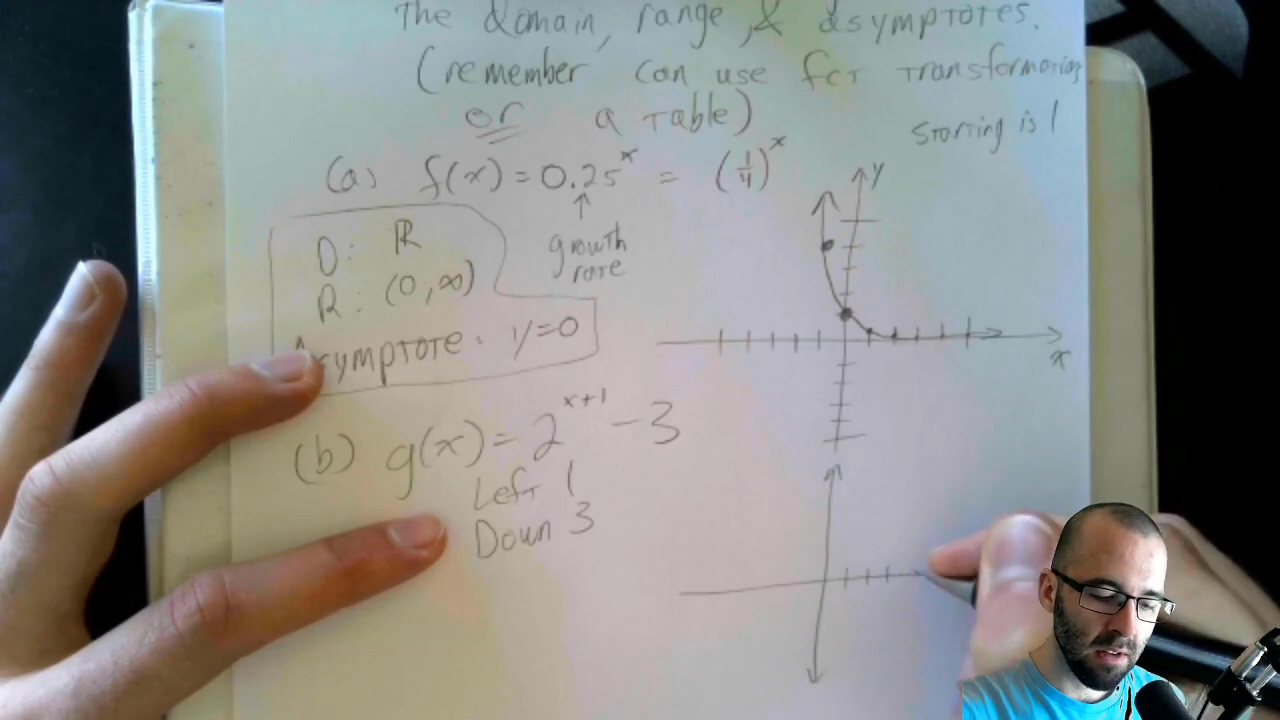 The domain, range, & asymptotes.
(remember can use fct transformations
or a table)
starting is 1
(a) f(x) = 0.25^x = (1/4)^x
y
growth
rate
D: ℝ
R: (0, ∞)
Asymptote: y=0
x
(b) g(x) = 2^{x+1} - 3
Left 1
Down 3